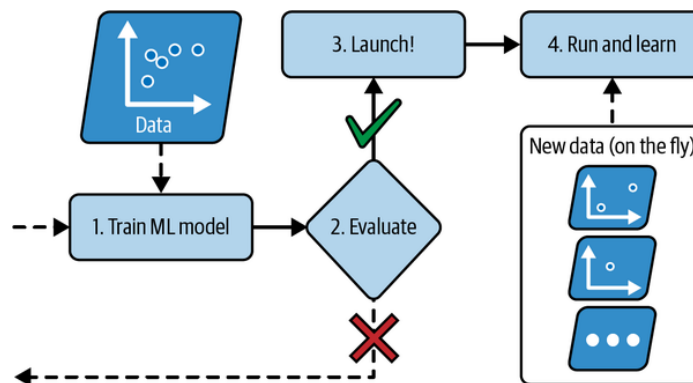 3. Launch!
4. Run and learn
Data
New data (on the fly)
1. Train ML model
2. Evaluate